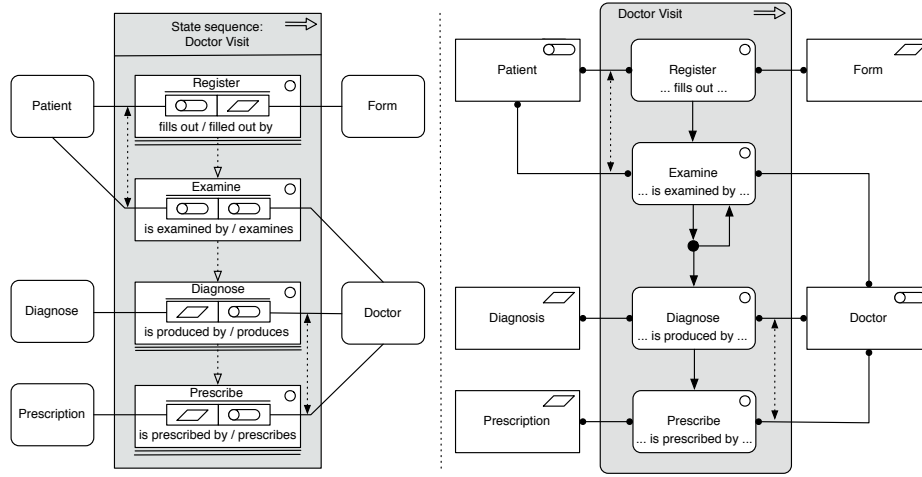 State sequence:
Doctor Visit
Register
Patient
Form
fills out / filled out by
Examine
is examined by / examines
Diagnose
Diagnose
Doctor
is produced by / produces
Prescribe
Prescription
is prescribed by / prescribes
Doctor Visit
Patient
Register
... fills out ...
Form
Examine
... is examined by ...
Diagnosis
Diagnose
... is produced by ...
Doctor
Prescription
Prescribe
... is prescribed by ...